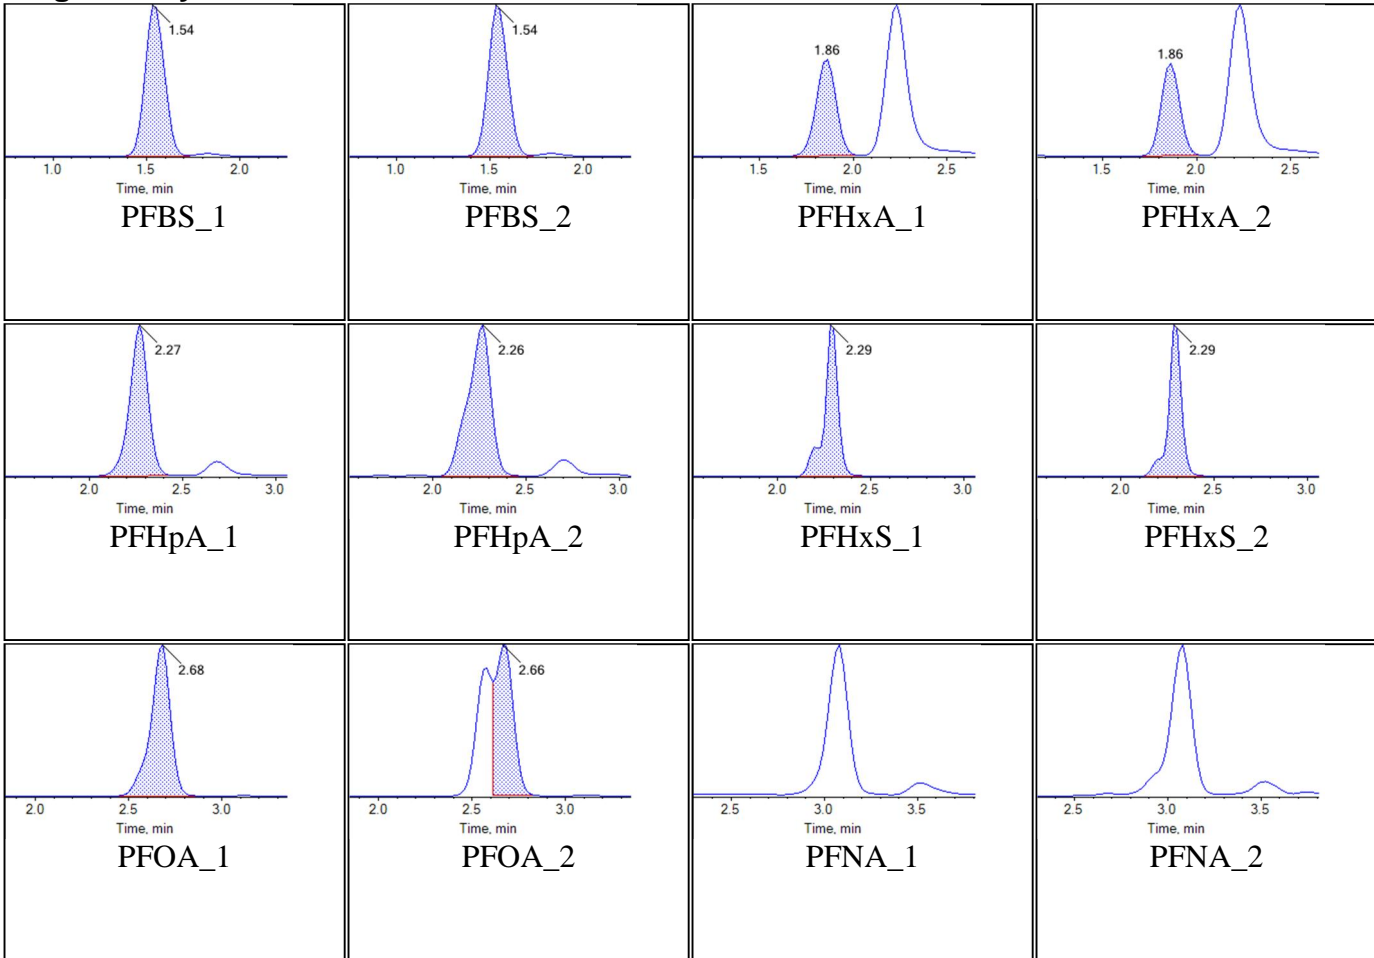 1.54 1.54 1.86 1.86
1.0 1.5 2.0 1.0 1.5 2.0 1.5 2.0 2.5 1.5 2.0 2.5
Time, min Time, min Time, min Time, min
PFBS_1 PFBS_2 PFHxA_1 PFHxA_2
2.27 2.26 2.29 2.29
2.0 2.5 3.0 2.0 2.5 3.0 2.0 2.5 3.0 2.0 2.5 3.0
Time, min Time, min Time, min Time, min
PFHpA_1 PFHpA_2 PFHxS_1 PFHxS_2
2.68 2.66
2.0 2.5 3.0 2.0 2.5 3.0 2.5 3.0 3.5 2.5 3.0 3.5
Time, min Time, min Time, min Time, min
PFOA_1 PFOA_2 PFNA_1 PFNA_2